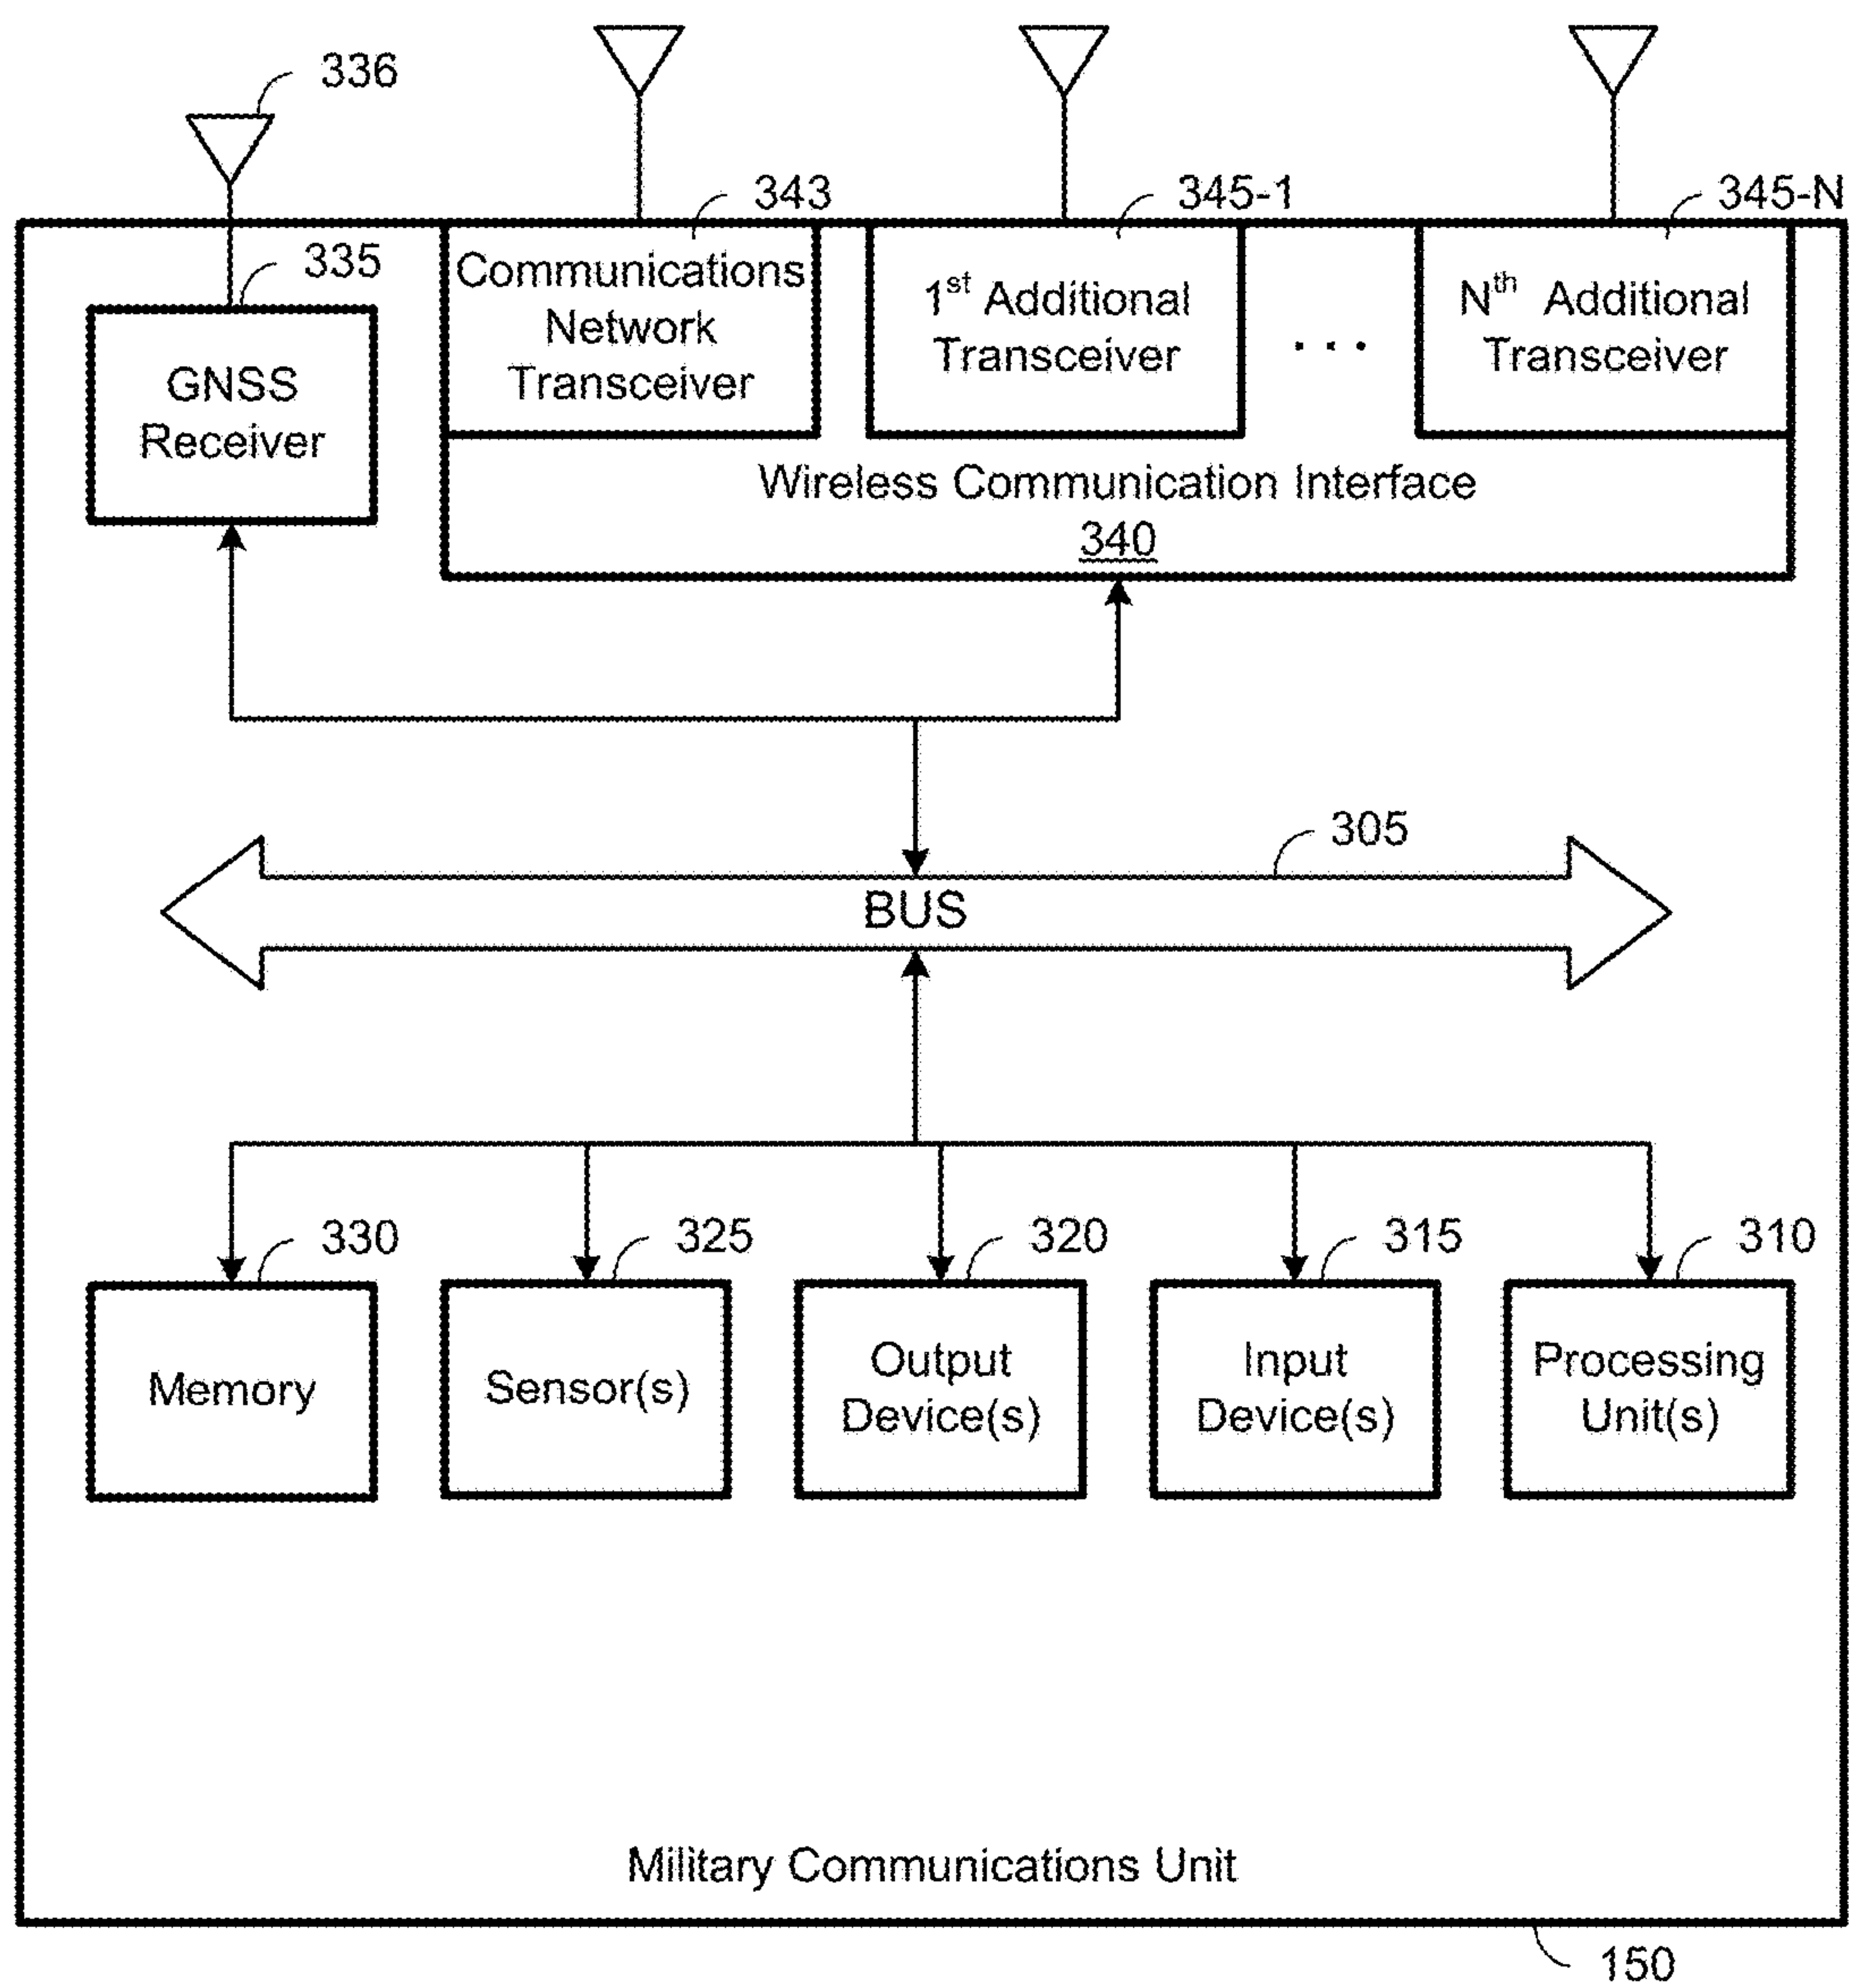 336
343
345-1
345-N
335
Communications
Network
Transceiver
1st Additional
Transceiver
. . .
Nth Additional
Transceiver
GNSS
Receiver
Wireless Communication Interface
340
305
BUS
330
325
320
315
310
Memory
Sensor(s)
Output
Device(s)
Input
Device(s)
Processing
Unit(s)
Military Communications Unit
150